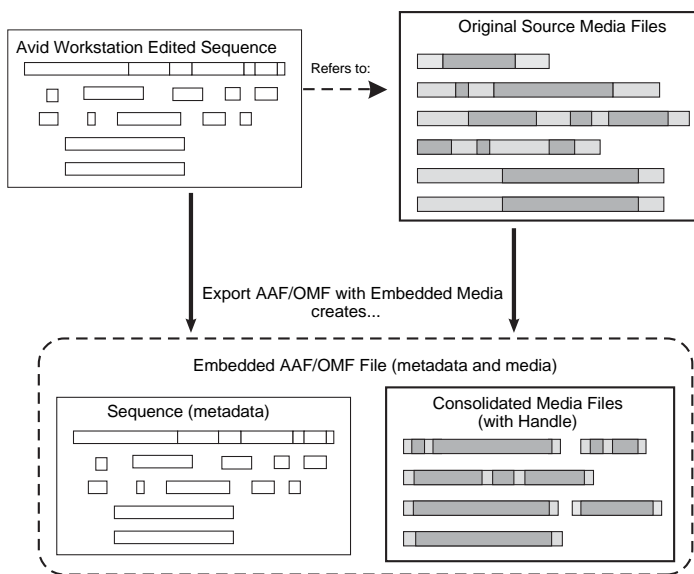 Avid Workstation Edited Sequence
Original Source Media Files
Refers to:
Export AAF/OMF with Embedded Media
creates...
Embedded AAF/OMF File (metadata and media)
Sequence (metadata)
Consolidated Media Files
(with Handle)